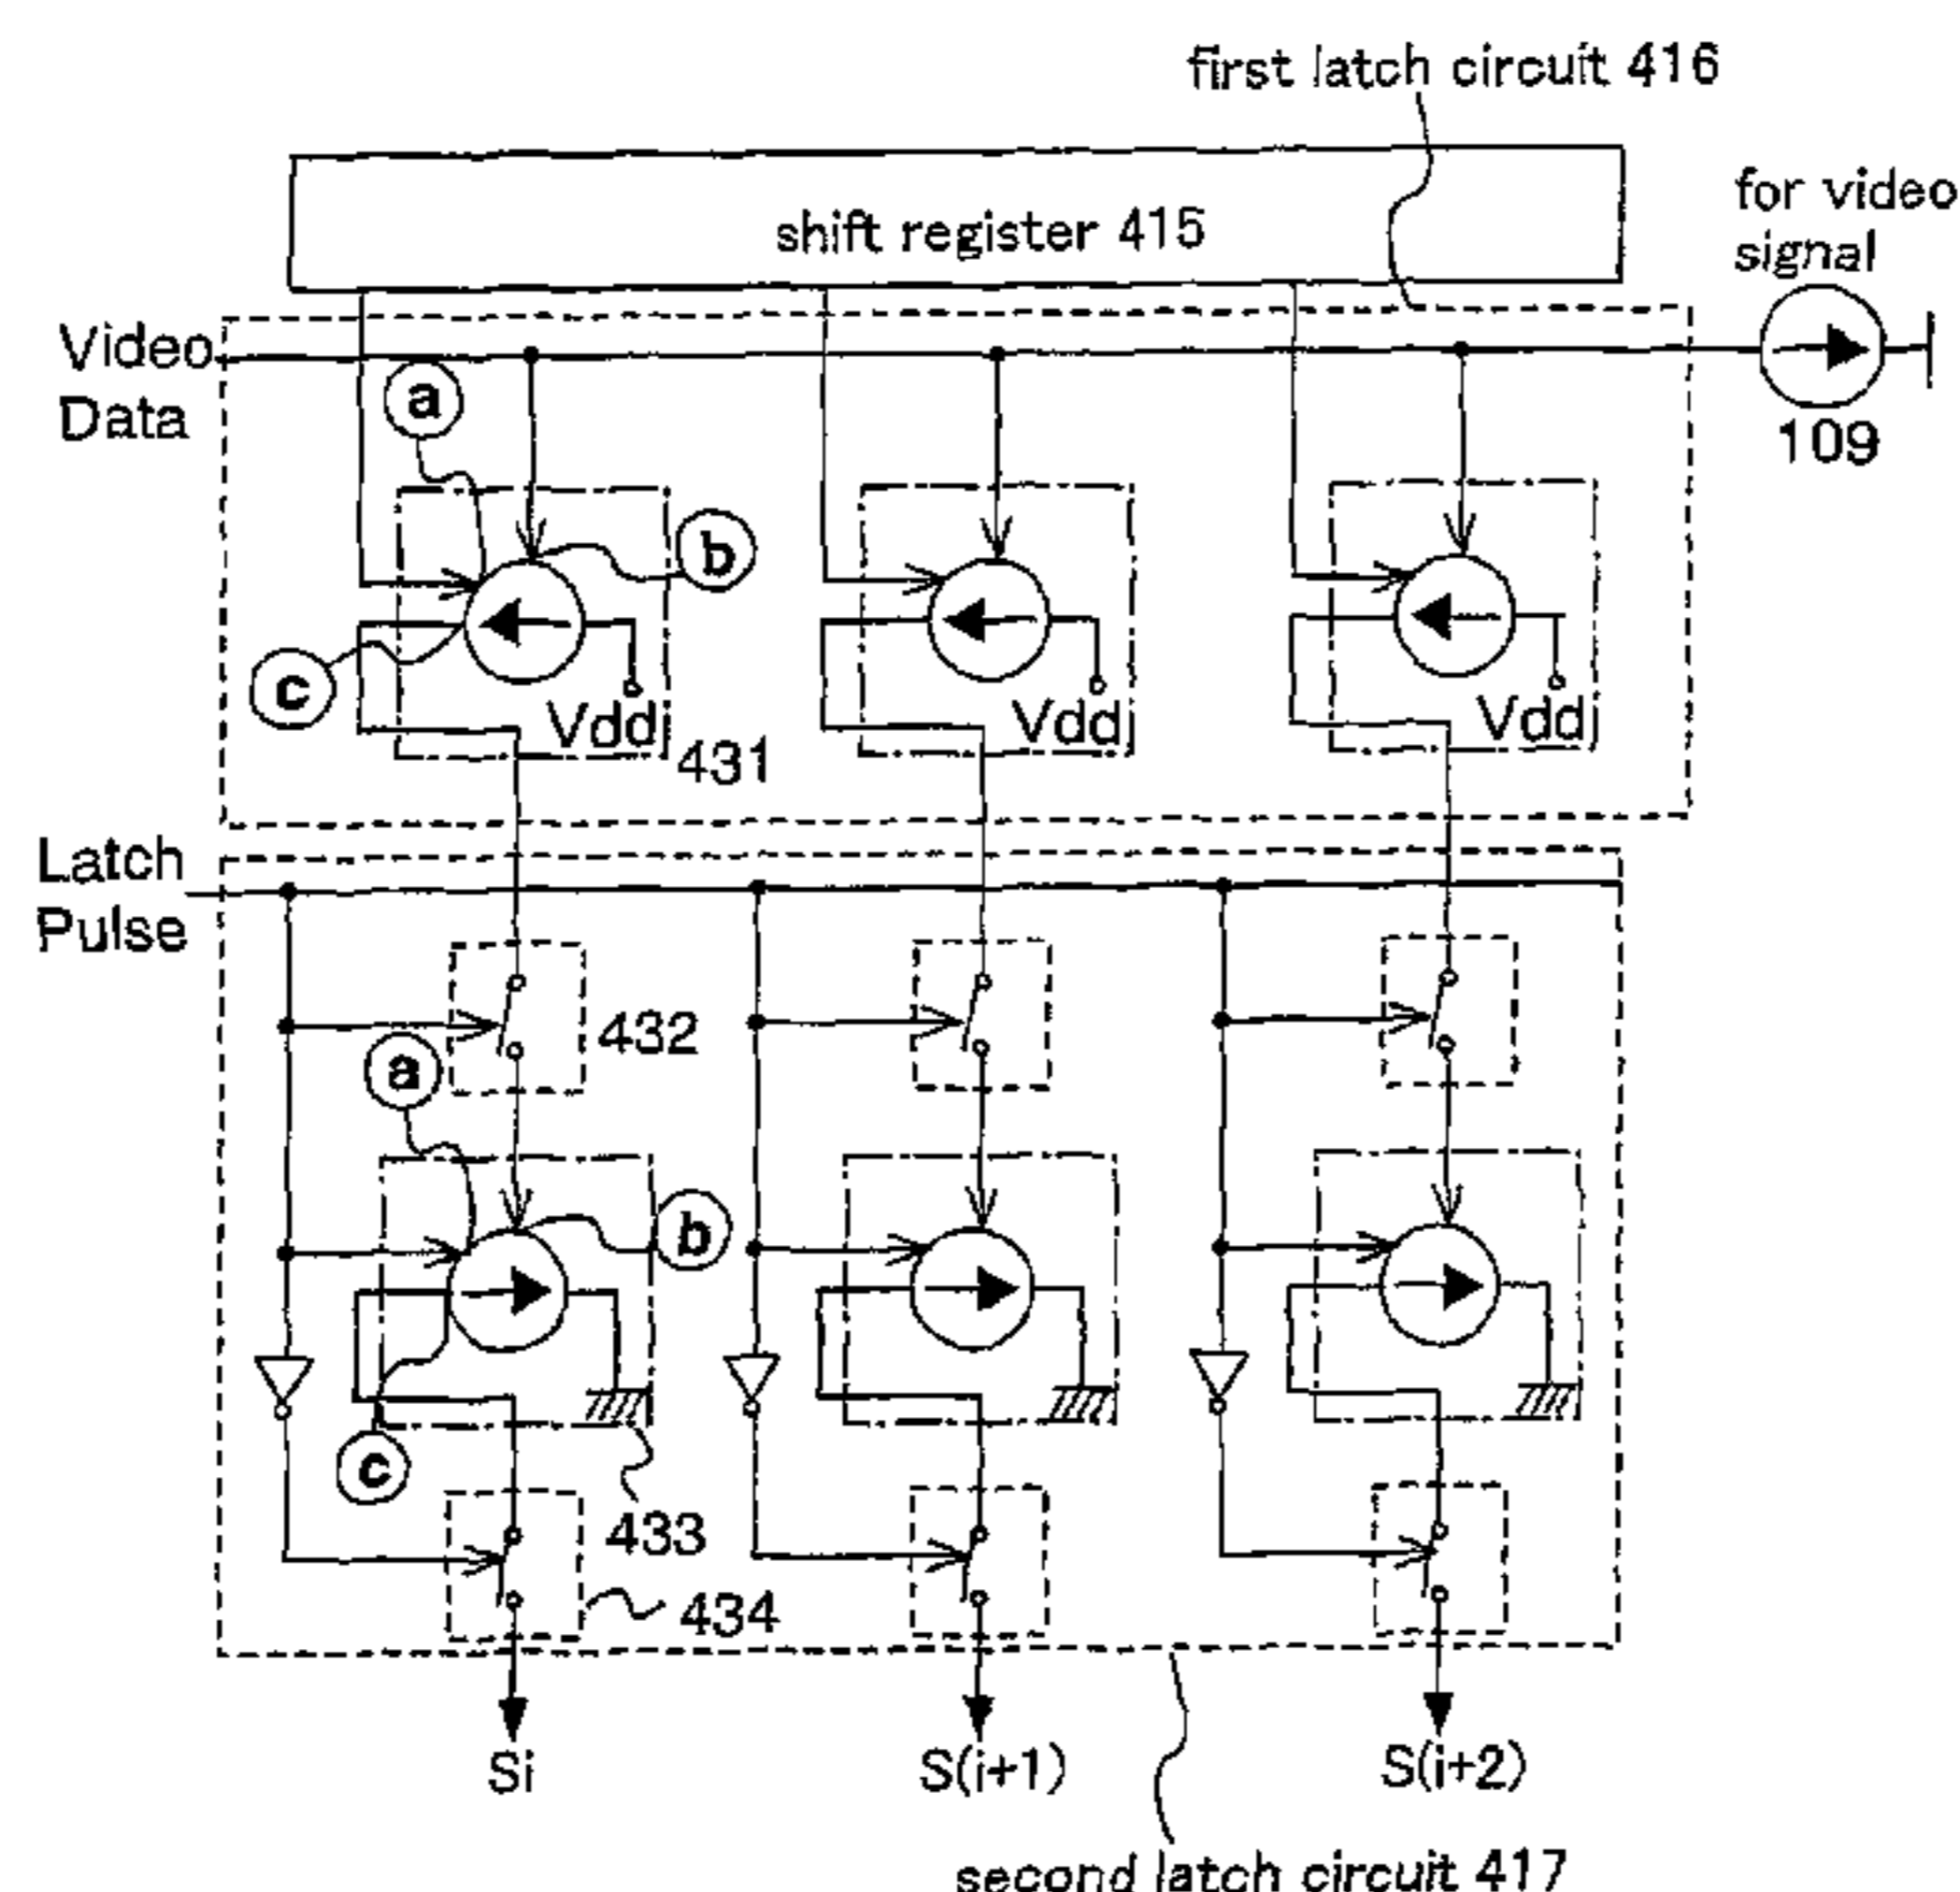 first latch circuit 416
shift register 415
for video
signal
109
Video
Data
a
b
c
Vdd
Vdd
Vdd
431
Latch
Pulse
432
a
b
c
433
434
Si
S(i+1)
S(i+2)
second latch circuit 417